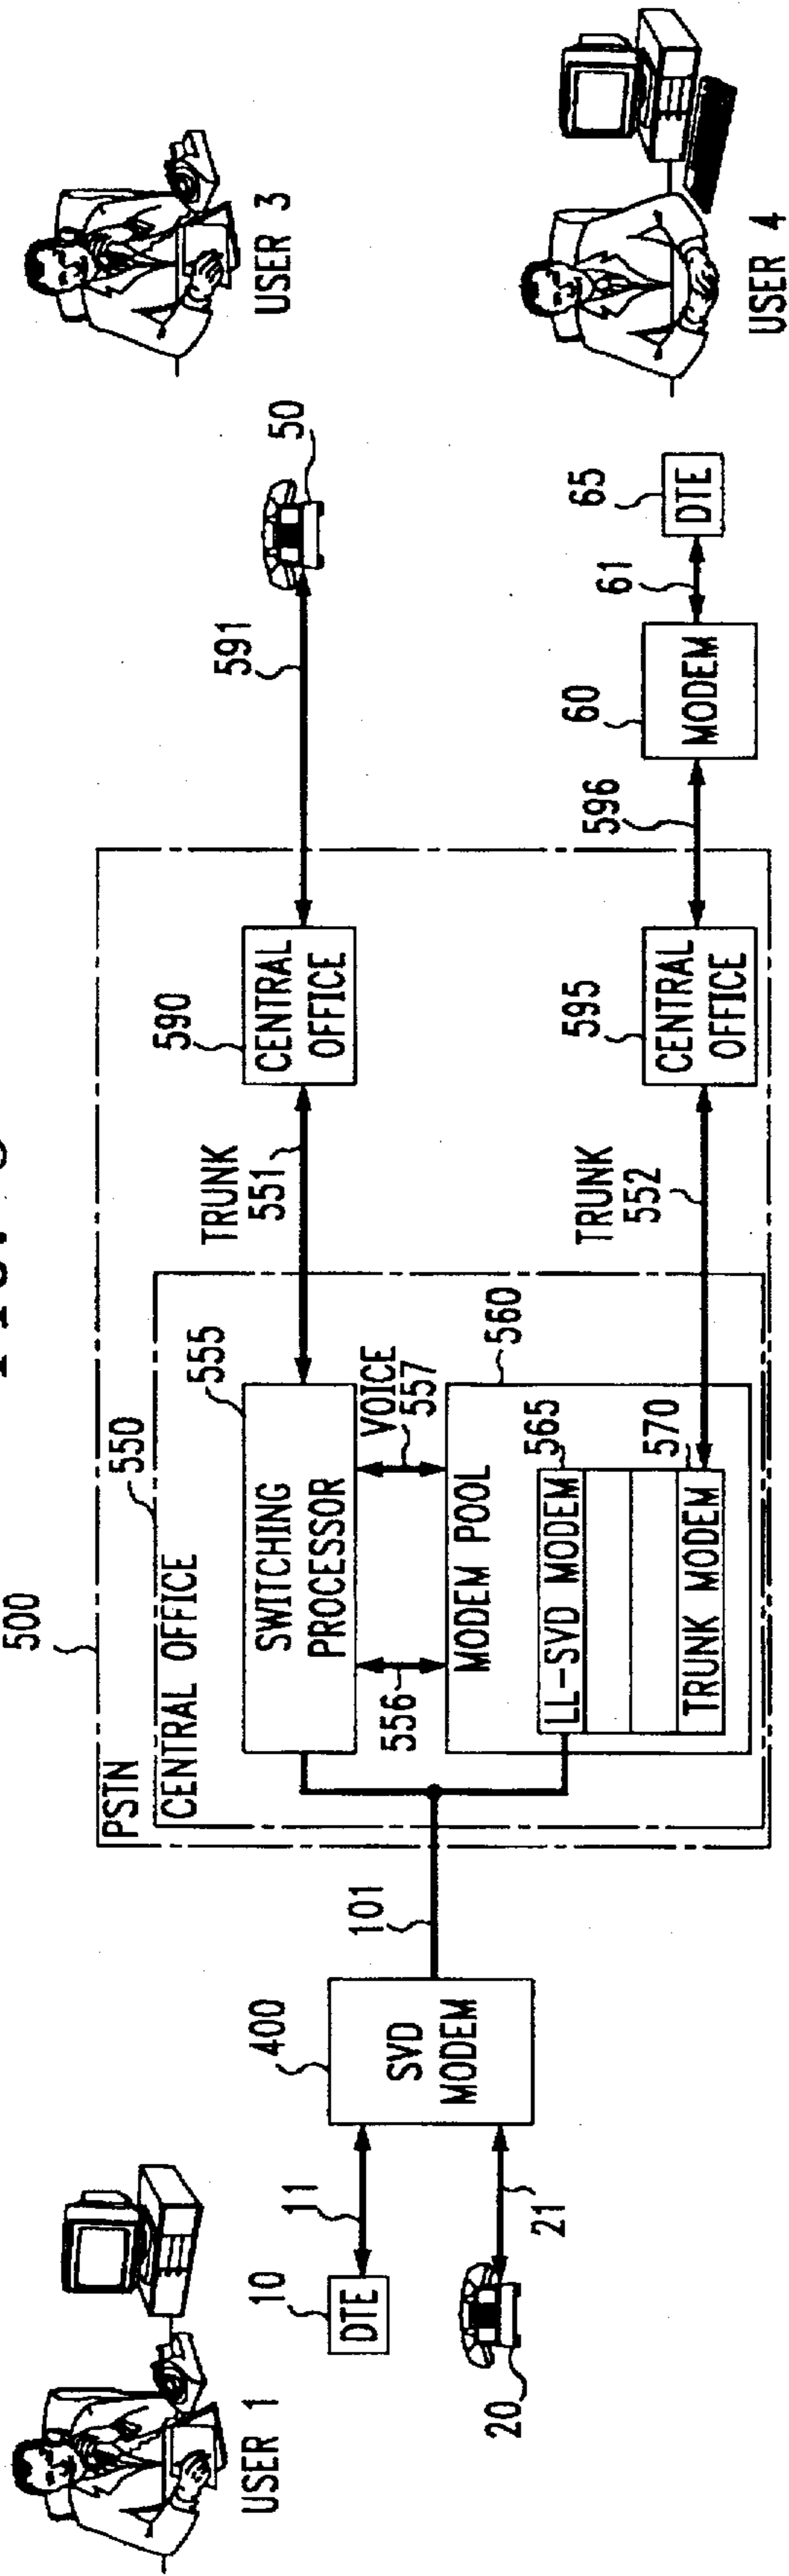 500
PSTN
550
CENTRAL OFFICE
555
SWITCHING
PROCESSOR
556
VOICE
557
MODEM POOL
560
LL-SVD MODEM
565
TRUNK MODEM
570
TRUNK
551
590
CENTRAL
OFFICE
591
50
USER 3
TRUNK
552
595
CENTRAL
OFFICE
596
60
MODEM
61
65
DTE
USER 4
101
400
SVD
MODEM
11
10
DTE
21
20
USER 1